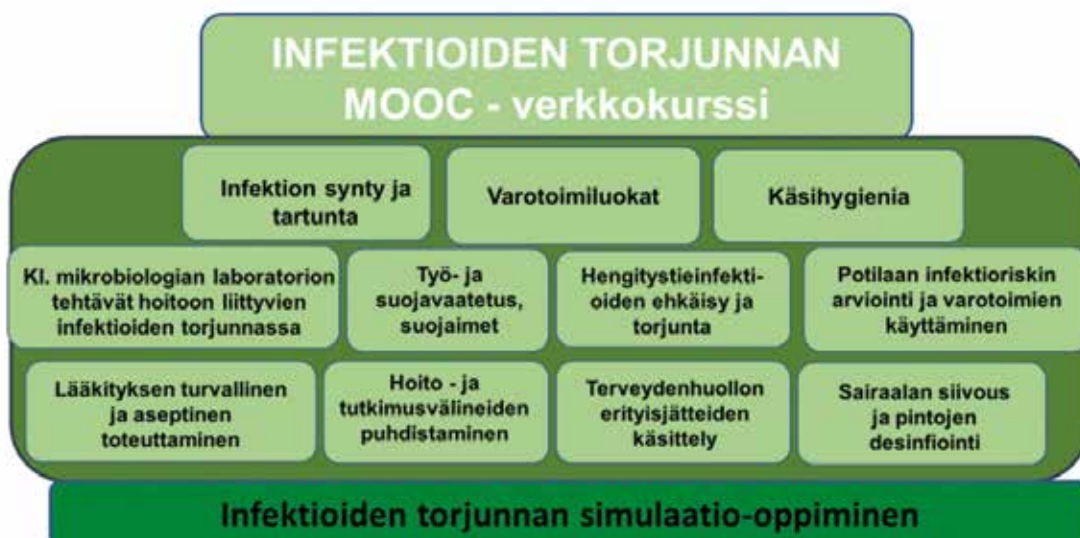 INFEKTIOIDEN TORJUNNAN
MOOC - verkkokurssi
Infektion synty ja
tartunta
Varotoimiluokat
Käsihygienia
Kl. mikrobiologian laboratorion
tehtävät hoitoon liittyvien
infektioiden torjunnassa
Työ- ja
suojavaatetus,
suojaimet
Hengitystieinfekti-
oiden ehkäisy ja
torjunta
Potilaan infektioriskin
arviointi ja varotoimien
käyttäminen
Lääkityksen turvallinen
ja aseptinen
toteuttaminen
Hoito - ja
tutkimusvälineiden
puhdistaminen
Terveydenhuollon
erityisjätteiden
käsittely
Sairaalan siivous
ja pintojen
desinfiointi
Infektioiden torjunnan simulaatio-oppiminen